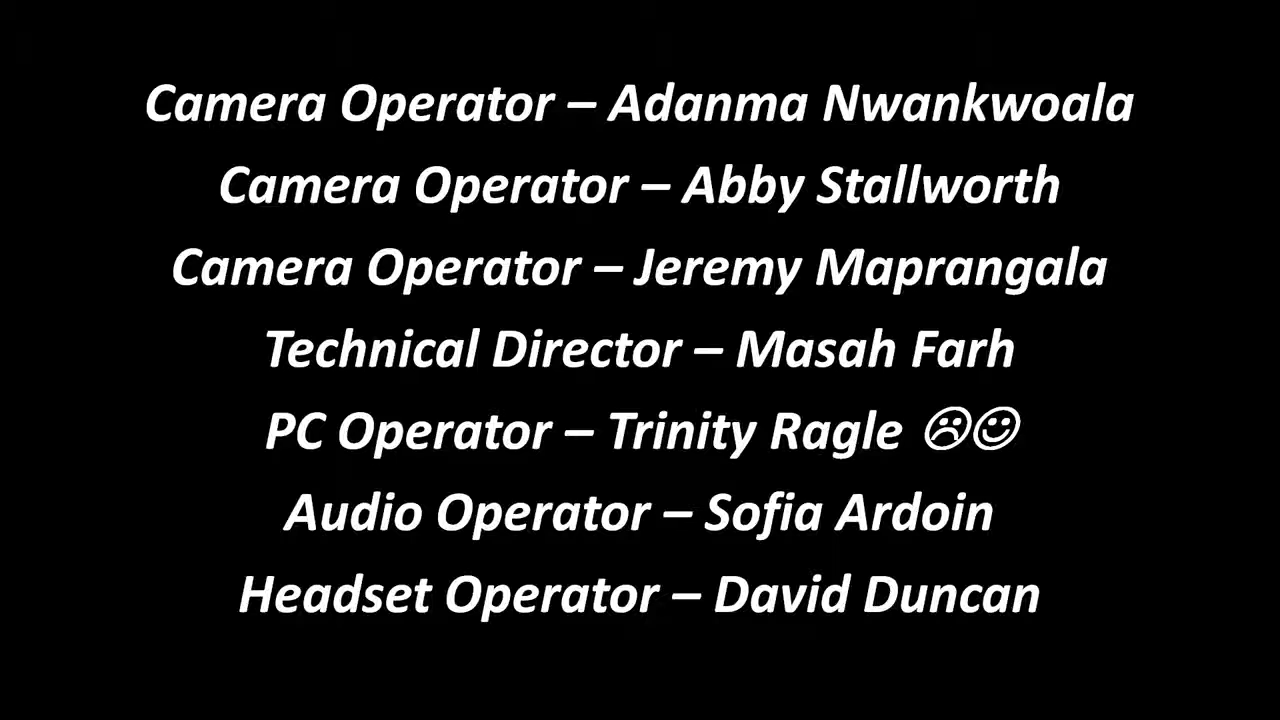 Camera Operator – Adanma Nwankwoala
Camera Operator – Abby Stallworth
Camera Operator – Jeremy Maprangala
Technical Director – Masah Farh
PC Operator – Trinity Ragle ☹☺
Audio Operator – Sofia Ardoin
Headset Operator – David Duncan